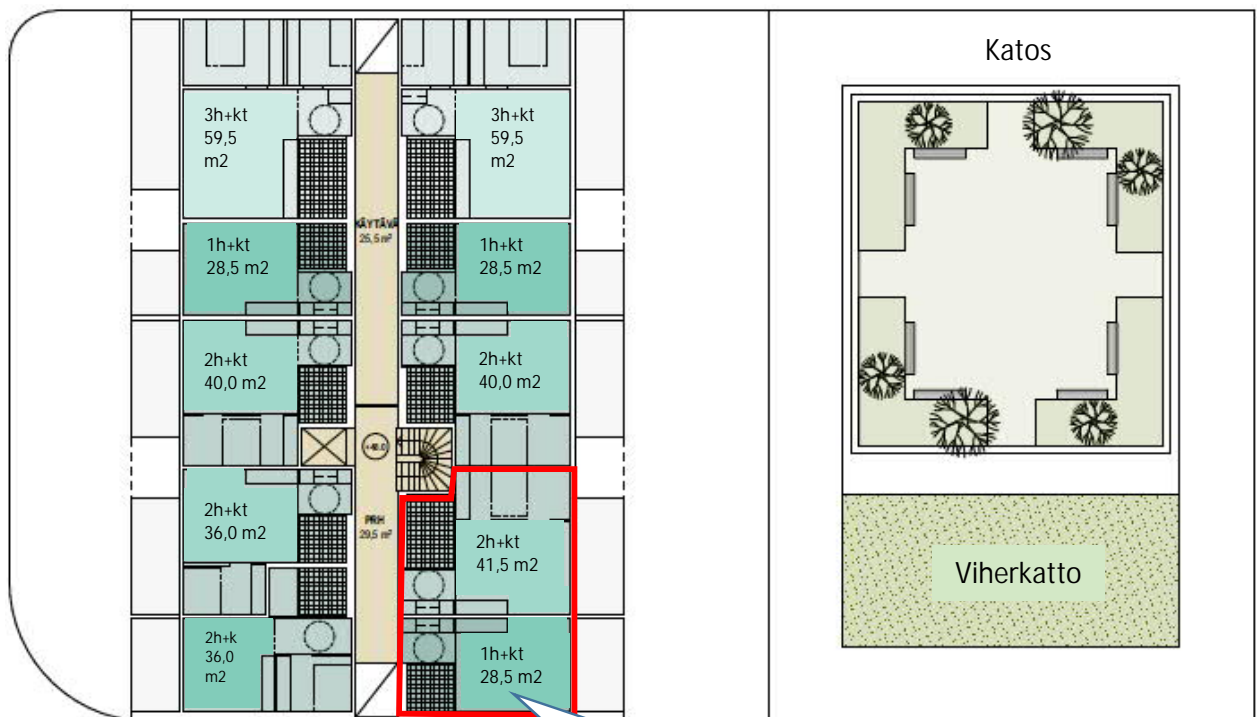 Katos
3h+kt
59,5
m2
3h+kt
59,5
m2
KÄYTÄVÄ
25,5 m²
1h+kt
28,5 m2
1h+kt
28,5 m2
2h+kt
40,0 m2
2h+kt
40,0 m2
+48.0
2h+kt
36,0 m2
PRH
29,5 m²
2h+kt
41,5 m2
Viherkatto
2h+k
36,0
m2
1h+kt
28,5 m2